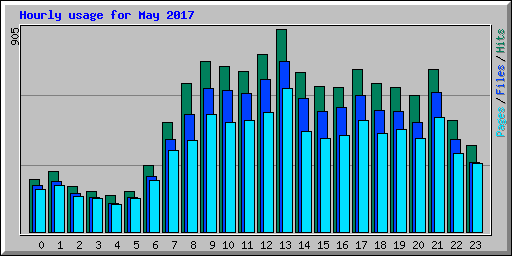 Hourly usage for May 2017
905
Pages/Files/Hits
0 1 2 3 4 5 6 7 8 9 10 11 12 13 14 15 16 17 18 19 20 21 22 23